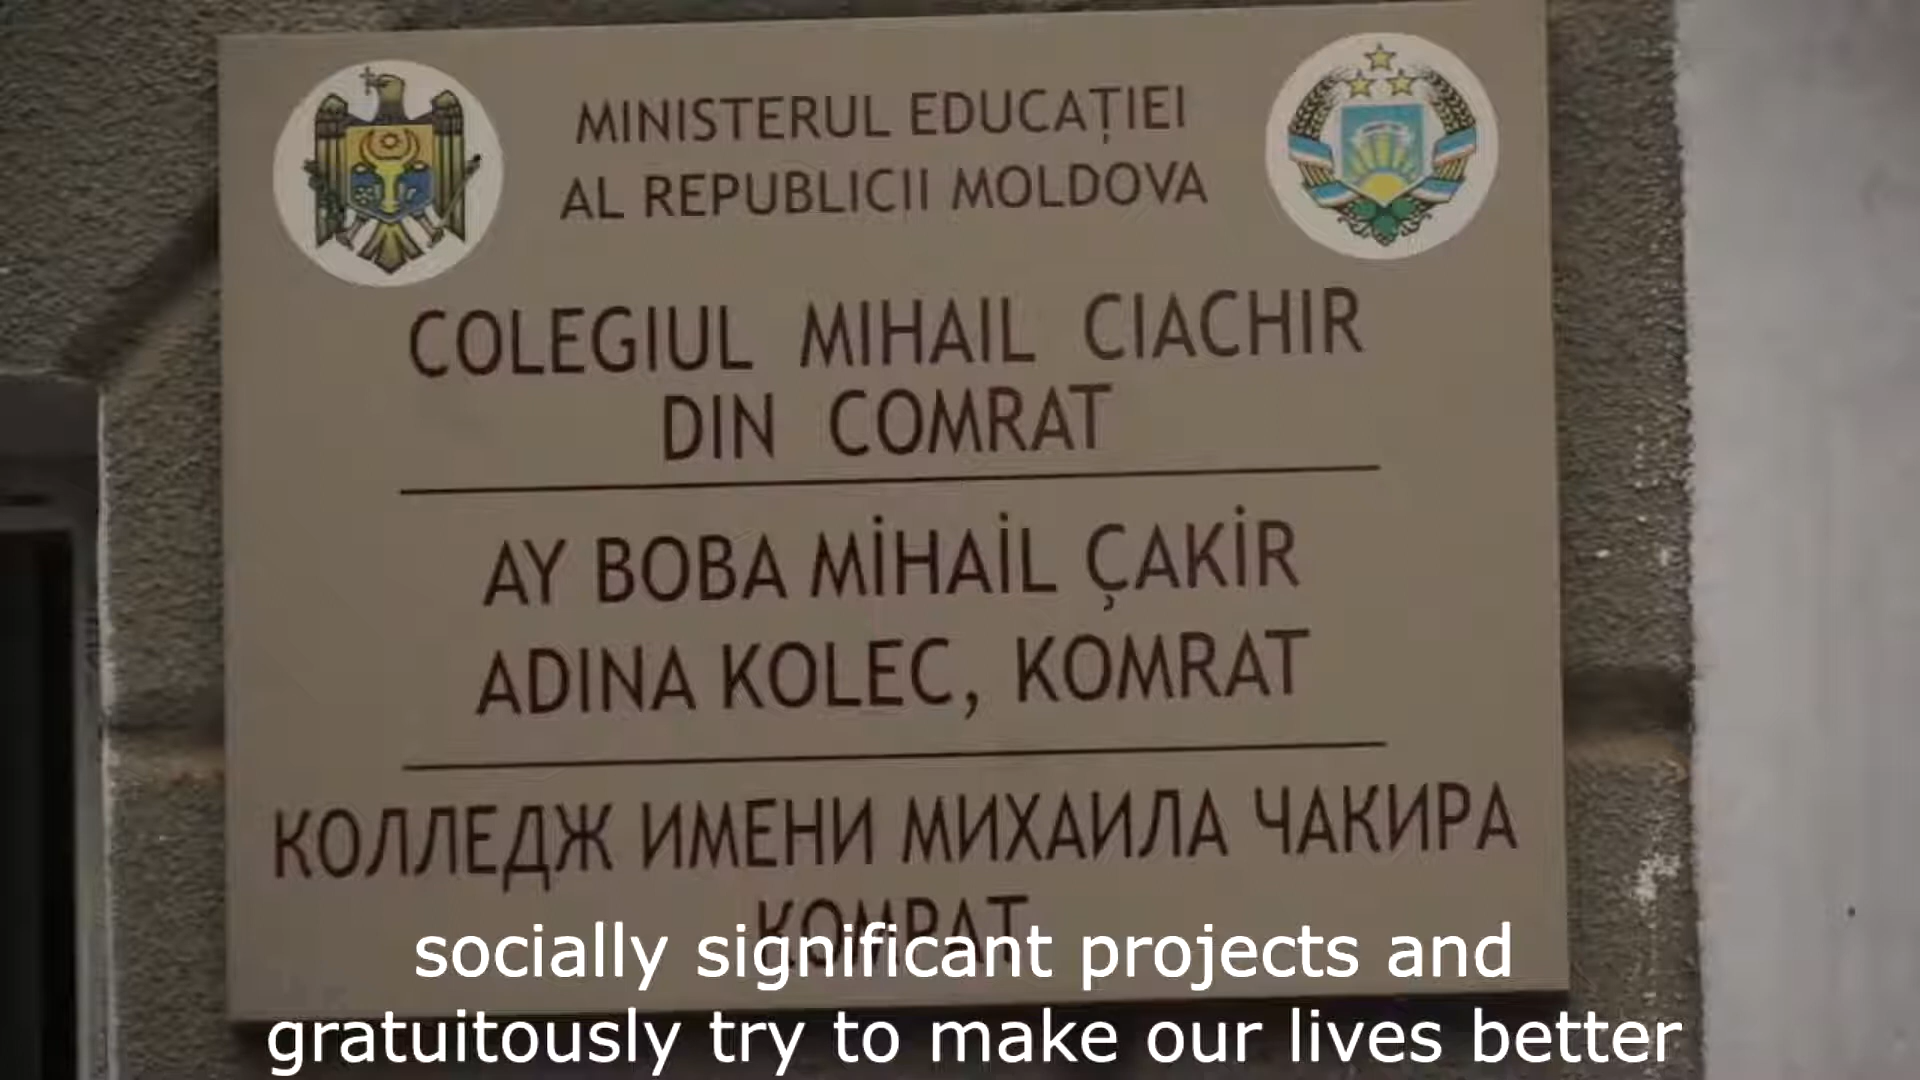 MINISTERUL EDUCAȚIEI
AL REPUBLICII MOLDOVA
COLEGIUL MIHAIL CIACHIR
DIN COMRAT
AY BOBA MİHAİL ÇAKİR
ADINA KOLEC, KOMRAT
КОЛЛЕДЖ ИМЕНИ МИХАИЛА ЧАКИРА
КОМРАТ
socially significant projects and
gratuitously try to make our lives better